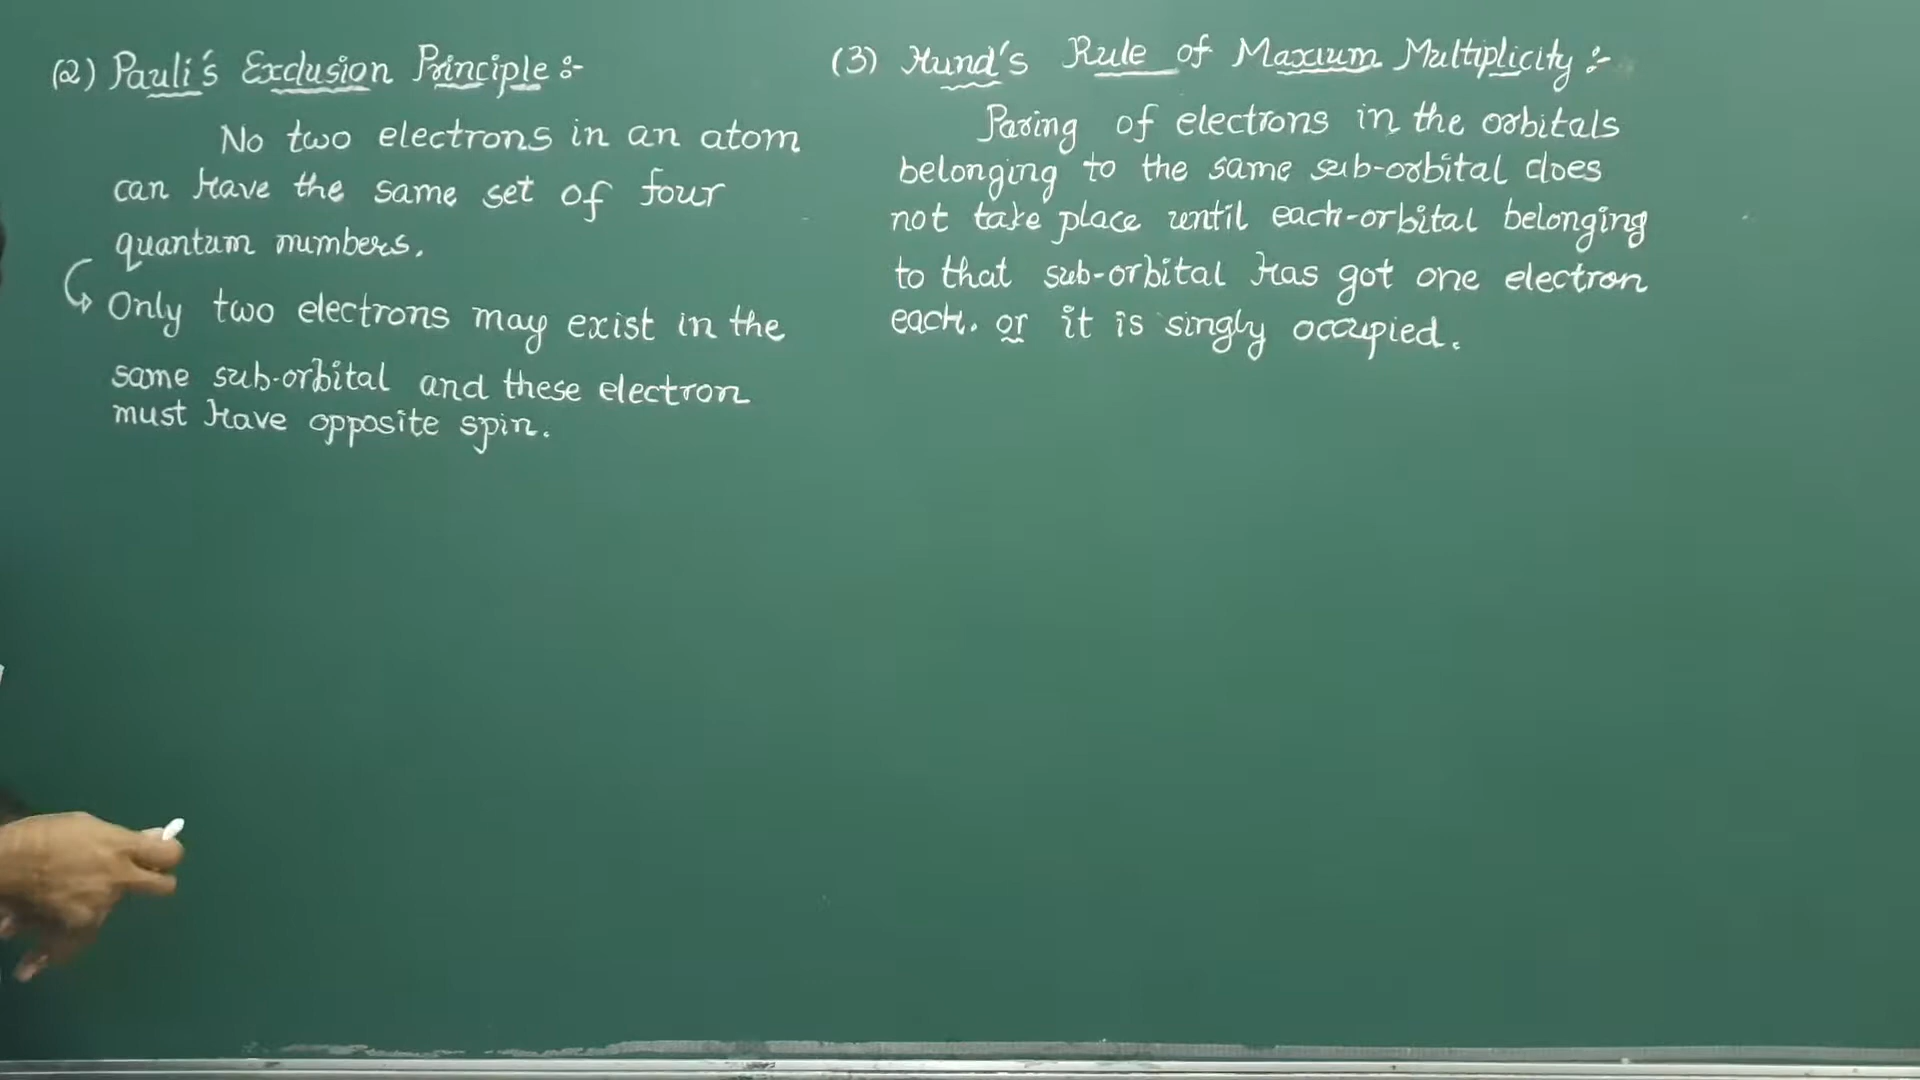 (2) Pauli's Exclusion Principle :-
No two electrons in an atom
can have the same set of four
quantum numbers.
Only two electrons may exist in the
same sub-orbital and these electron
must have opposite spin.
(3) Hund's Rule of Maxium Multiplicity :-
Paring of electrons in the orbitals
belonging to the same sub-orbital does
not take place until each-orbital belonging
to that sub-orbital has got one electron
each. or it is singly occupied.